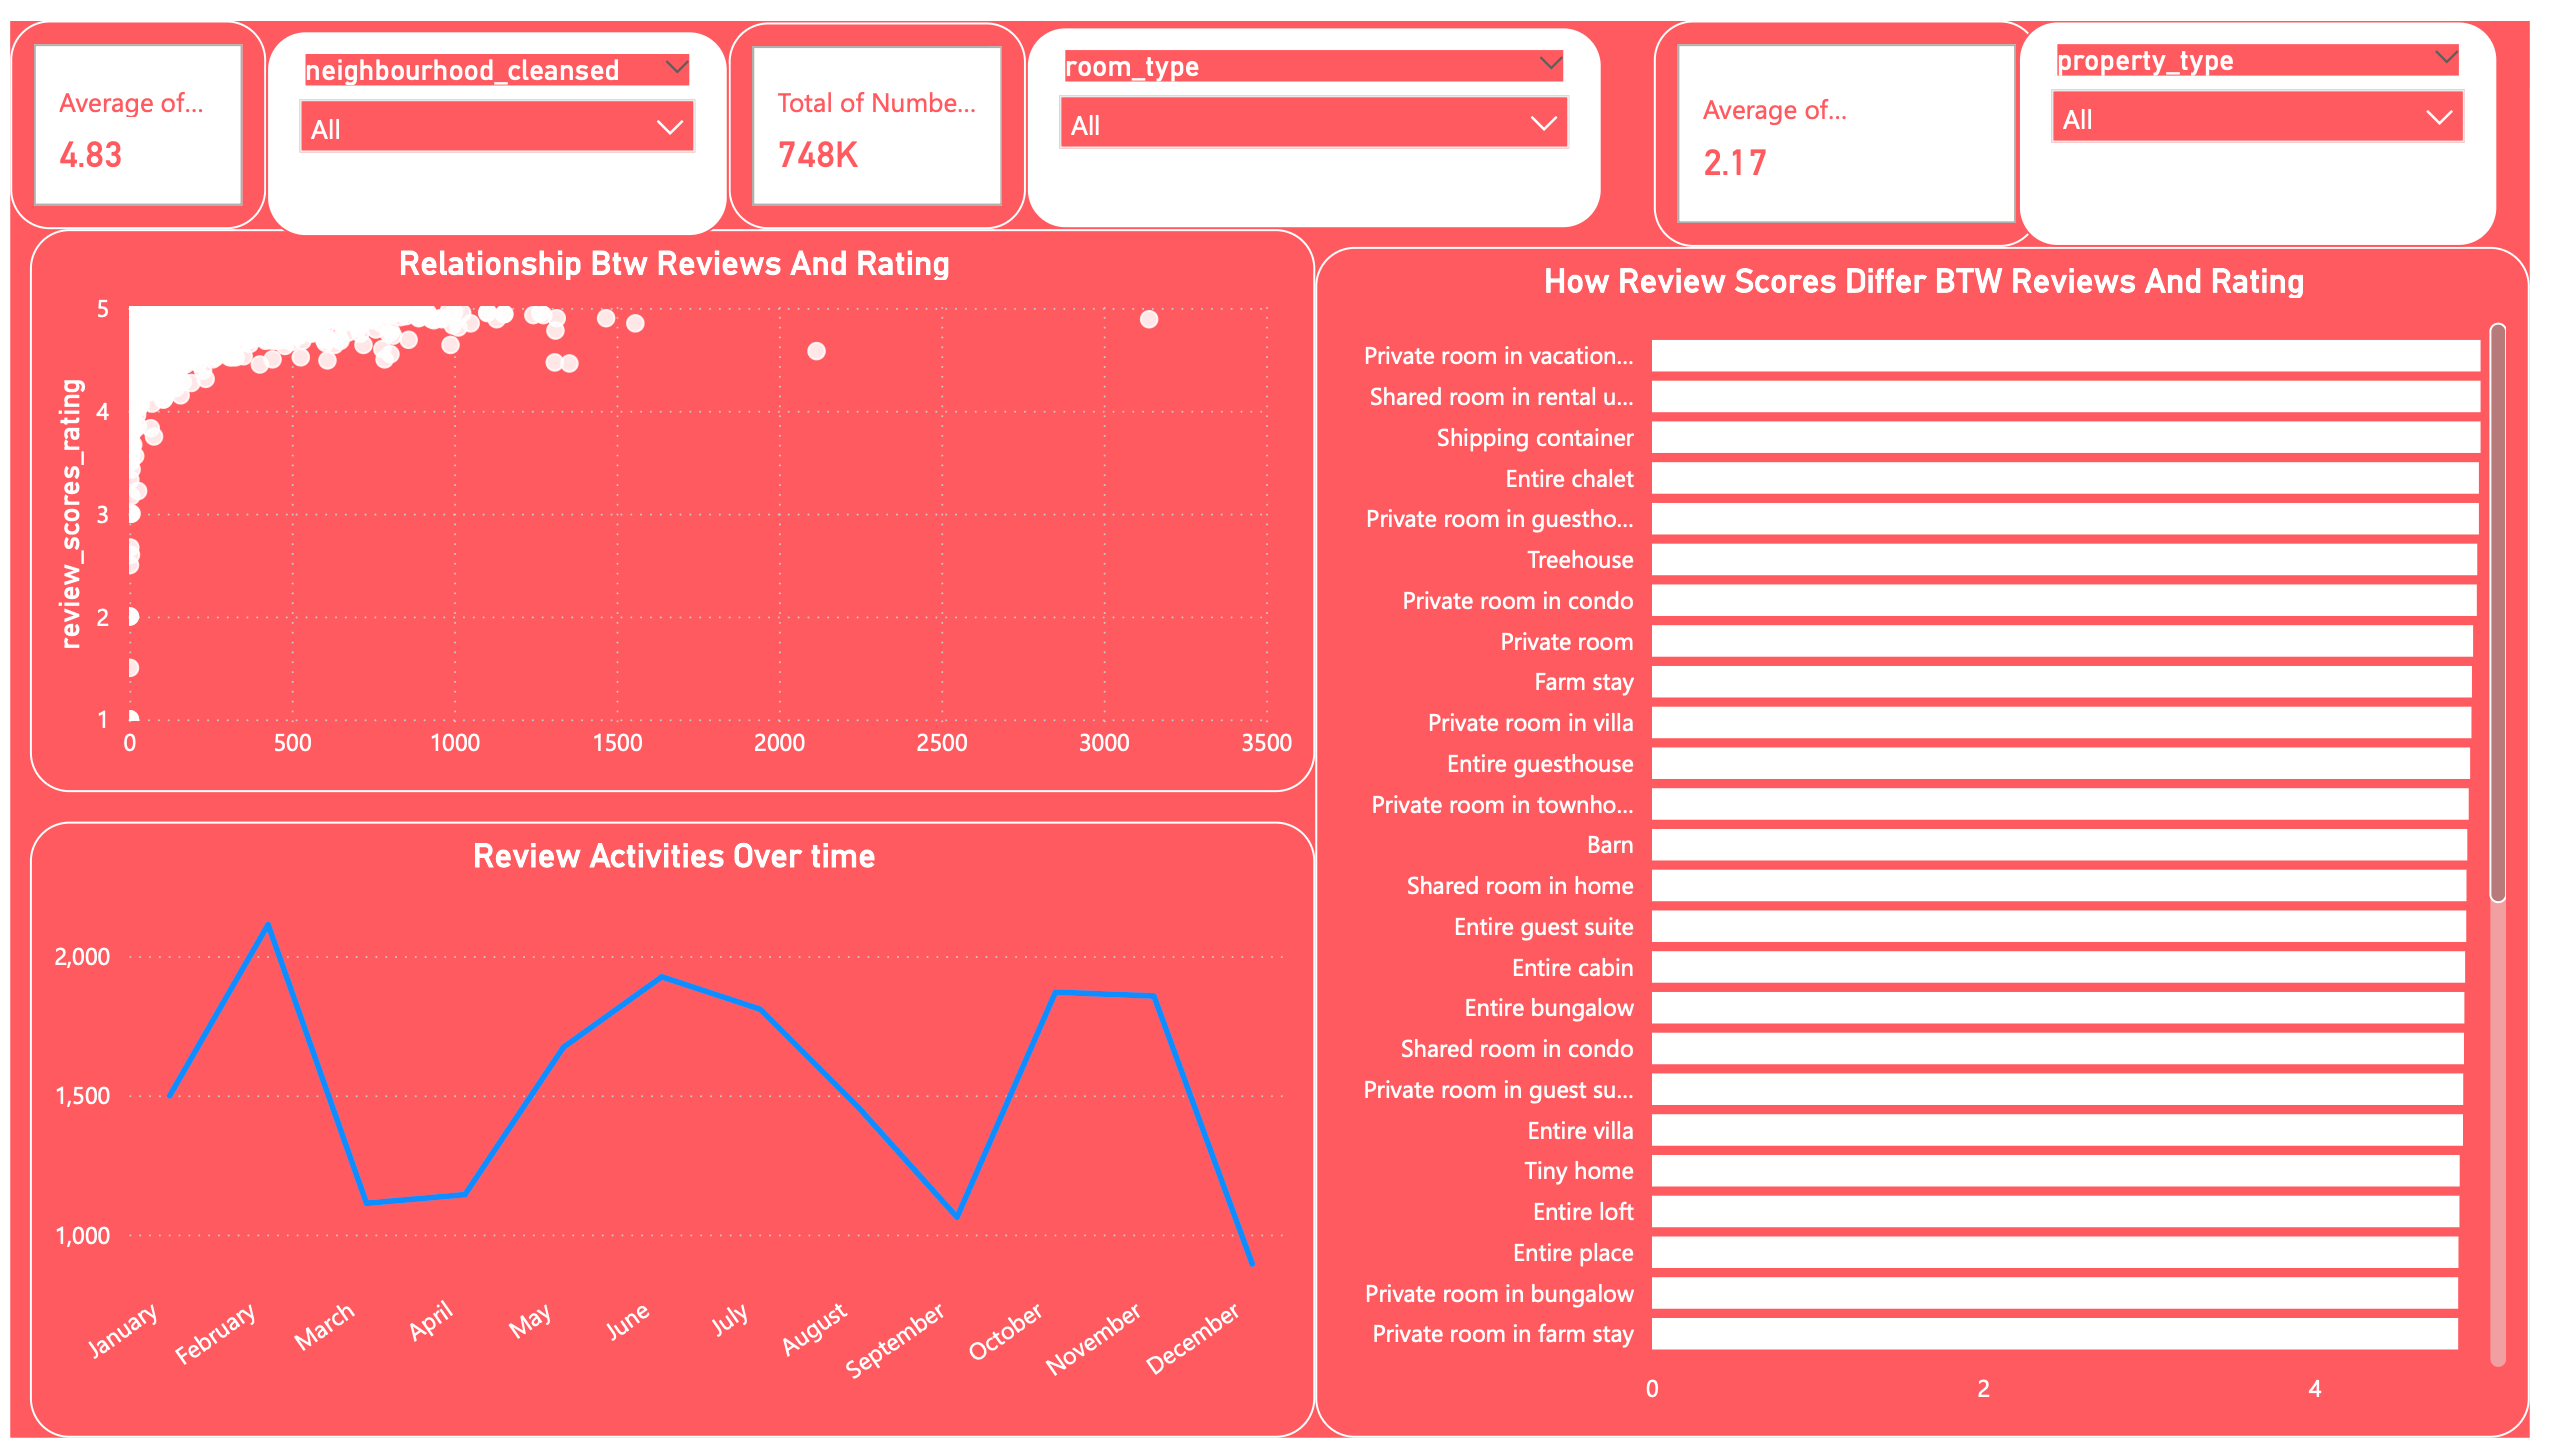 Average of...
4.83
neighbourhood_cleansed
All
Total of Numbe...
748K
room_type
All
Average of...
2.17
property_type
All
Relationship Btw Reviews And Rating
review_scores_rating
5
4
3
2
1
0
500
1000
1500
2000
2500
3000
3500
Review Activities Over time
2,000
1,500
1,000
January
February
March
April
May
June
July
August
September
October
November
December
How Review Scores Differ BTW Reviews And Rating
Private room in vacation...
Shared room in rental u...
Shipping container
Entire chalet
Private room in guestho...
Treehouse
Private room in condo
Private room
Farm stay
Private room in villa
Entire guesthouse
Private room in townho...
Barn
Shared room in home
Entire guest suite
Entire cabin
Entire bungalow
Shared room in condo
Private room in guest su...
Entire villa
Tiny home
Entire loft
Entire place
Private room in bungalow
Private room in farm stay
0
2
4